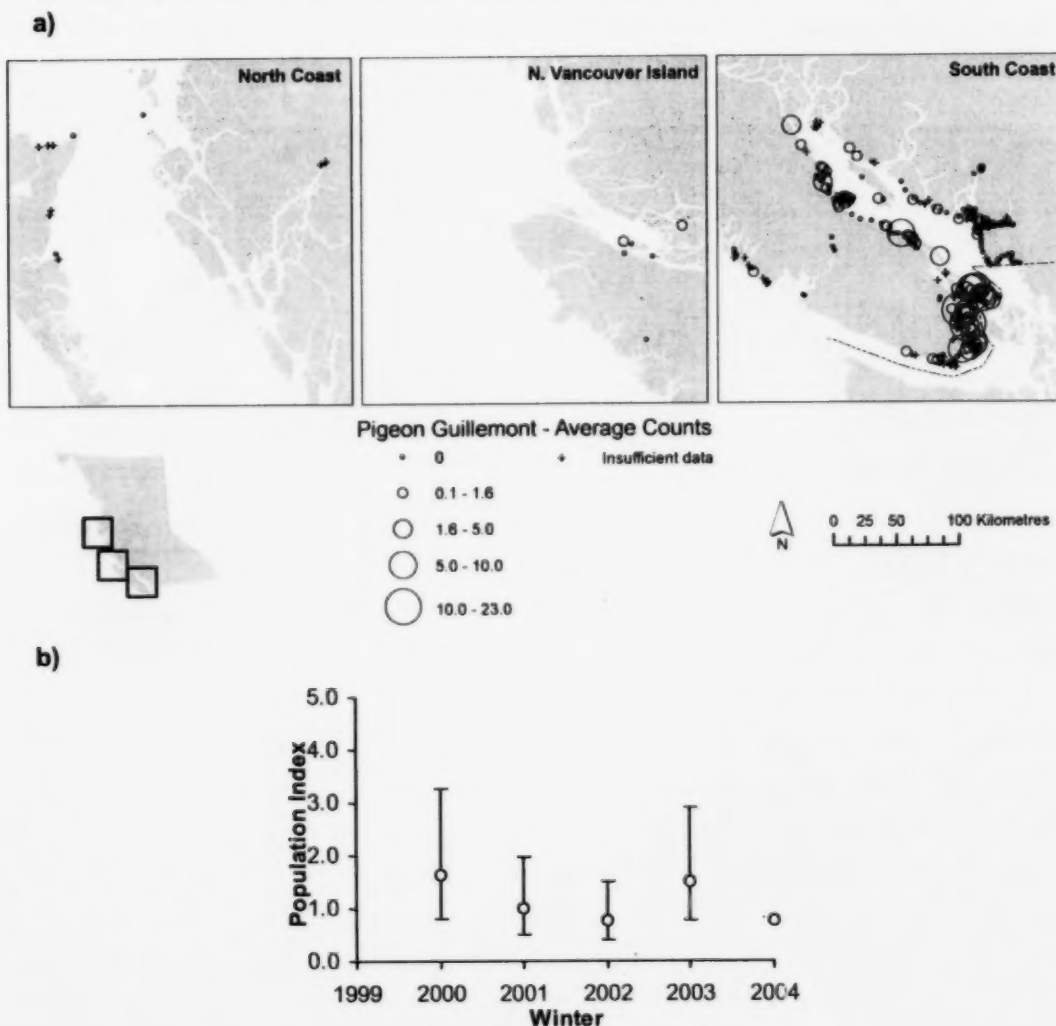 a)
North Coast
N. Vancouver Island
South Coast
Pigeon Guillemont - Average Counts
0
Insufficient data
0.1 - 1.6
1.6 - 5.0
5.0 - 10.0
10.0 - 23.0
N
0 25 50 100 Kilometres
b)
Population Index
5.0
4.0
3.0
2.0
1.0
0.0
1999 2000 2001 2002 2003 2004
Winter